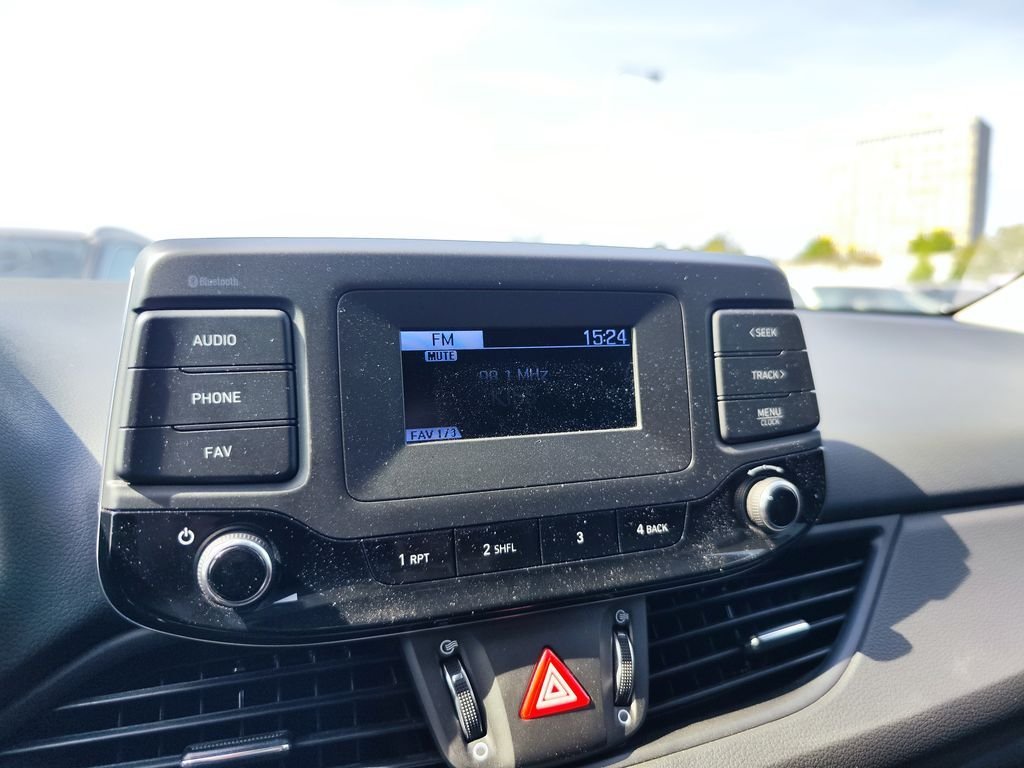 Bluetooth
AUDIO
PHONE
FAV
FM
15:24
MUTE
98.1 MHz
FAV 1/3
<SEEK
TRACK>
MENU
CLOCK
1 RPT
2 SHFL
3
4 BACK